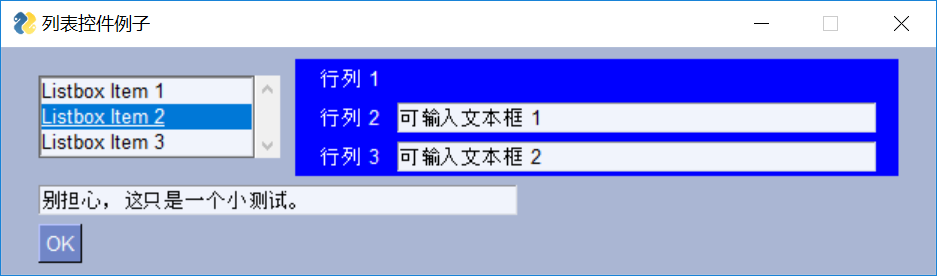 列表控件例子
Listbox Item 1
Listbox Item 2
Listbox Item 3
行列 1
行列 2 可输入文本框 1
行列 3 可输入文本框 2
别担心，这只是一个小测试。
OK